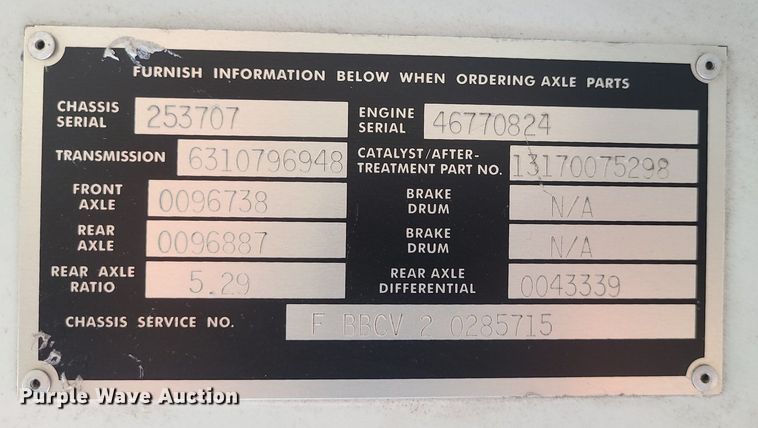 FURNISH INFORMATION BELOW WHEN ORDERING AXLE PARTS
CHASSIS SERIAL 253707 ENGINE SERIAL 46770824
TRANSMISSION 6310796948 CATALYST/AFTER-TREATMENT PART NO. 13170075298
FRONT AXLE 0096738 BRAKE DRUM N/A
REAR AXLE 0096887 BRAKE DRUM N/A
REAR AXLE RATIO 5.29 REAR AXLE DIFFERENTIAL 0043339
CHASSIS SERVICE NO. F BBCV 2 0285715
Purple Wave Auction